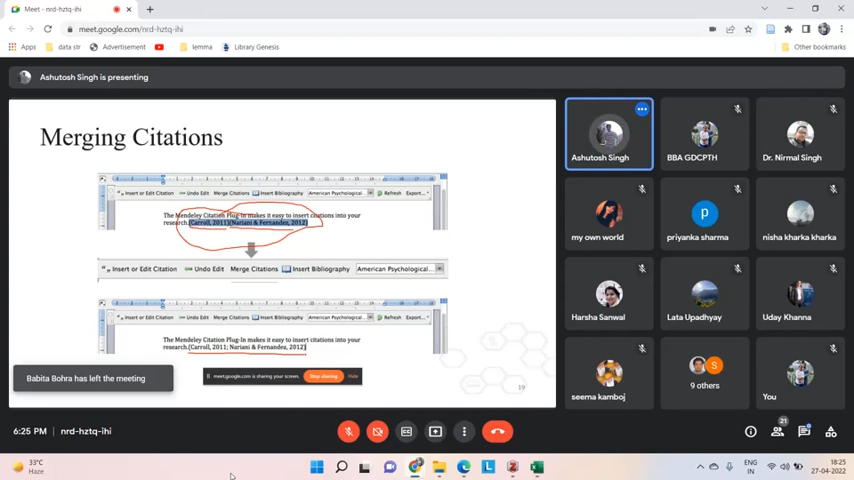 Meet - nrd-hztq-ihi
meet.google.com/nrd-hztq-ihi
Apps
data str
Advertisement
lemma
Library Genesis
Other bookmarks
Ashutosh Singh is presenting
Merging Citations
Insert or Edit Citation Undo Edit Merge Citations Insert Bibliography American Psychological Refresh Export...
The Mendeley Citation Plug-In makes it easy to insert citations into your
research.(Carroll, 2011)(Nariani & Fernandez, 2012)
Insert or Edit Citation Undo Edit Merge Citations Insert Bibliography American Psychological...
Insert or Edit Citation Undo Edit Merge Citations Insert Bibliography American Psychological... Refresh Export...
The Mendeley Citation Plug-In makes it easy to insert citations into your
research.(Carroll, 2011; Nariani & Fernandez, 2012)
meet.google.com is sharing your screen. Stop sharing Hide
19
Babita Bohra has left the meeting
Ashutosh Singh
BBA GDCPTH
Dr. Nirmal Singh
my own world
p
priyanka sharma
nisha kharka kharka
Harsha Sanwal
Lata Upadhyay
Uday Khanna
seema kamboj
S
9 others
You
6:25 PM nrd-hztq-ihi
21
33°C
Haze
L
ENG
IN
18:25
27-04-2022